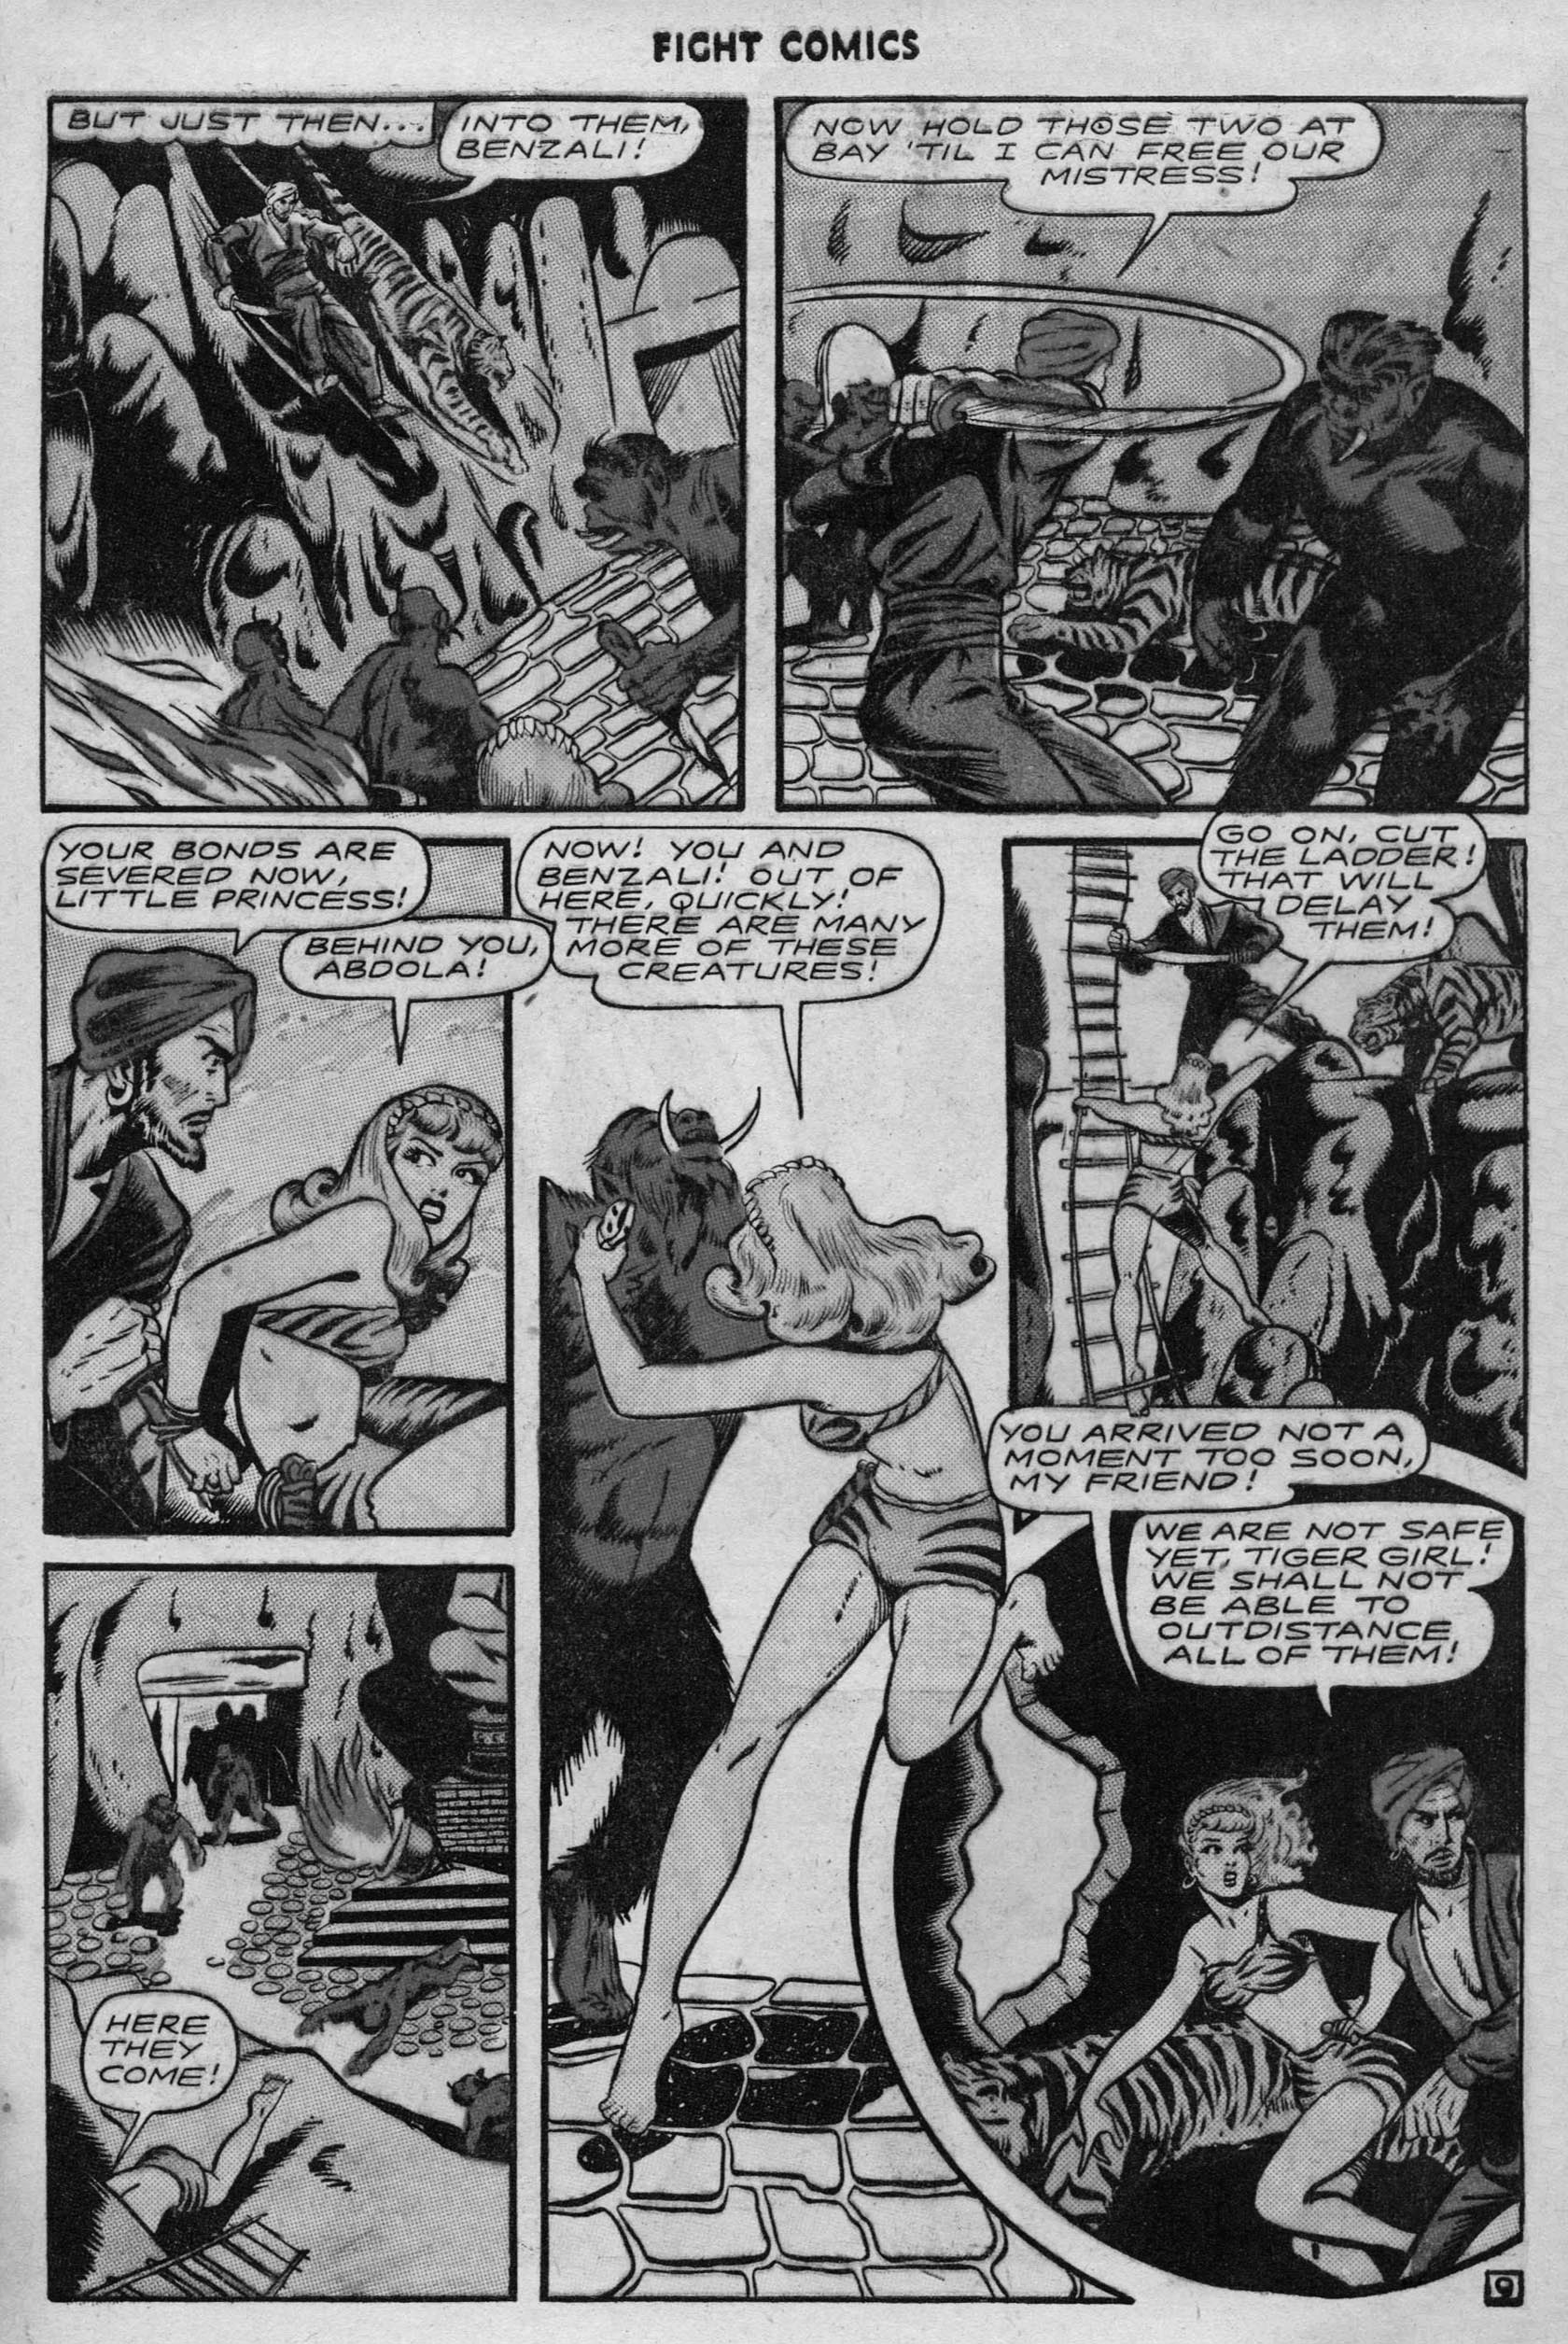 FIGHT COMICS
BUT JUST THEN...
INTO THEM,
BENZALI!
NOW HOLD THOSE TWO AT
BAY 'TIL I CAN FREE OUR
MISTRESS!
YOUR BONDS ARE
SEVERED NOW,
LITTLE PRINCESS!
BEHIND YOU,
ABDOLA!
NOW! YOU AND
BENZALI! OUT OF
HERE, QUICKLY!
THERE ARE MANY
MORE OF THESE
CREATURES!
GO ON, CUT
THE LADDER!
THAT WILL
DELAY
THEM!
HERE
THEY
COME!
YOU ARRIVED NOT A
MOMENT TOO SOON,
MY FRIEND!
WE ARE NOT SAFE
YET, TIGER GIRL!
WE SHALL NOT
BE ABLE TO
OUTDISTANCE
ALL OF THEM!
9